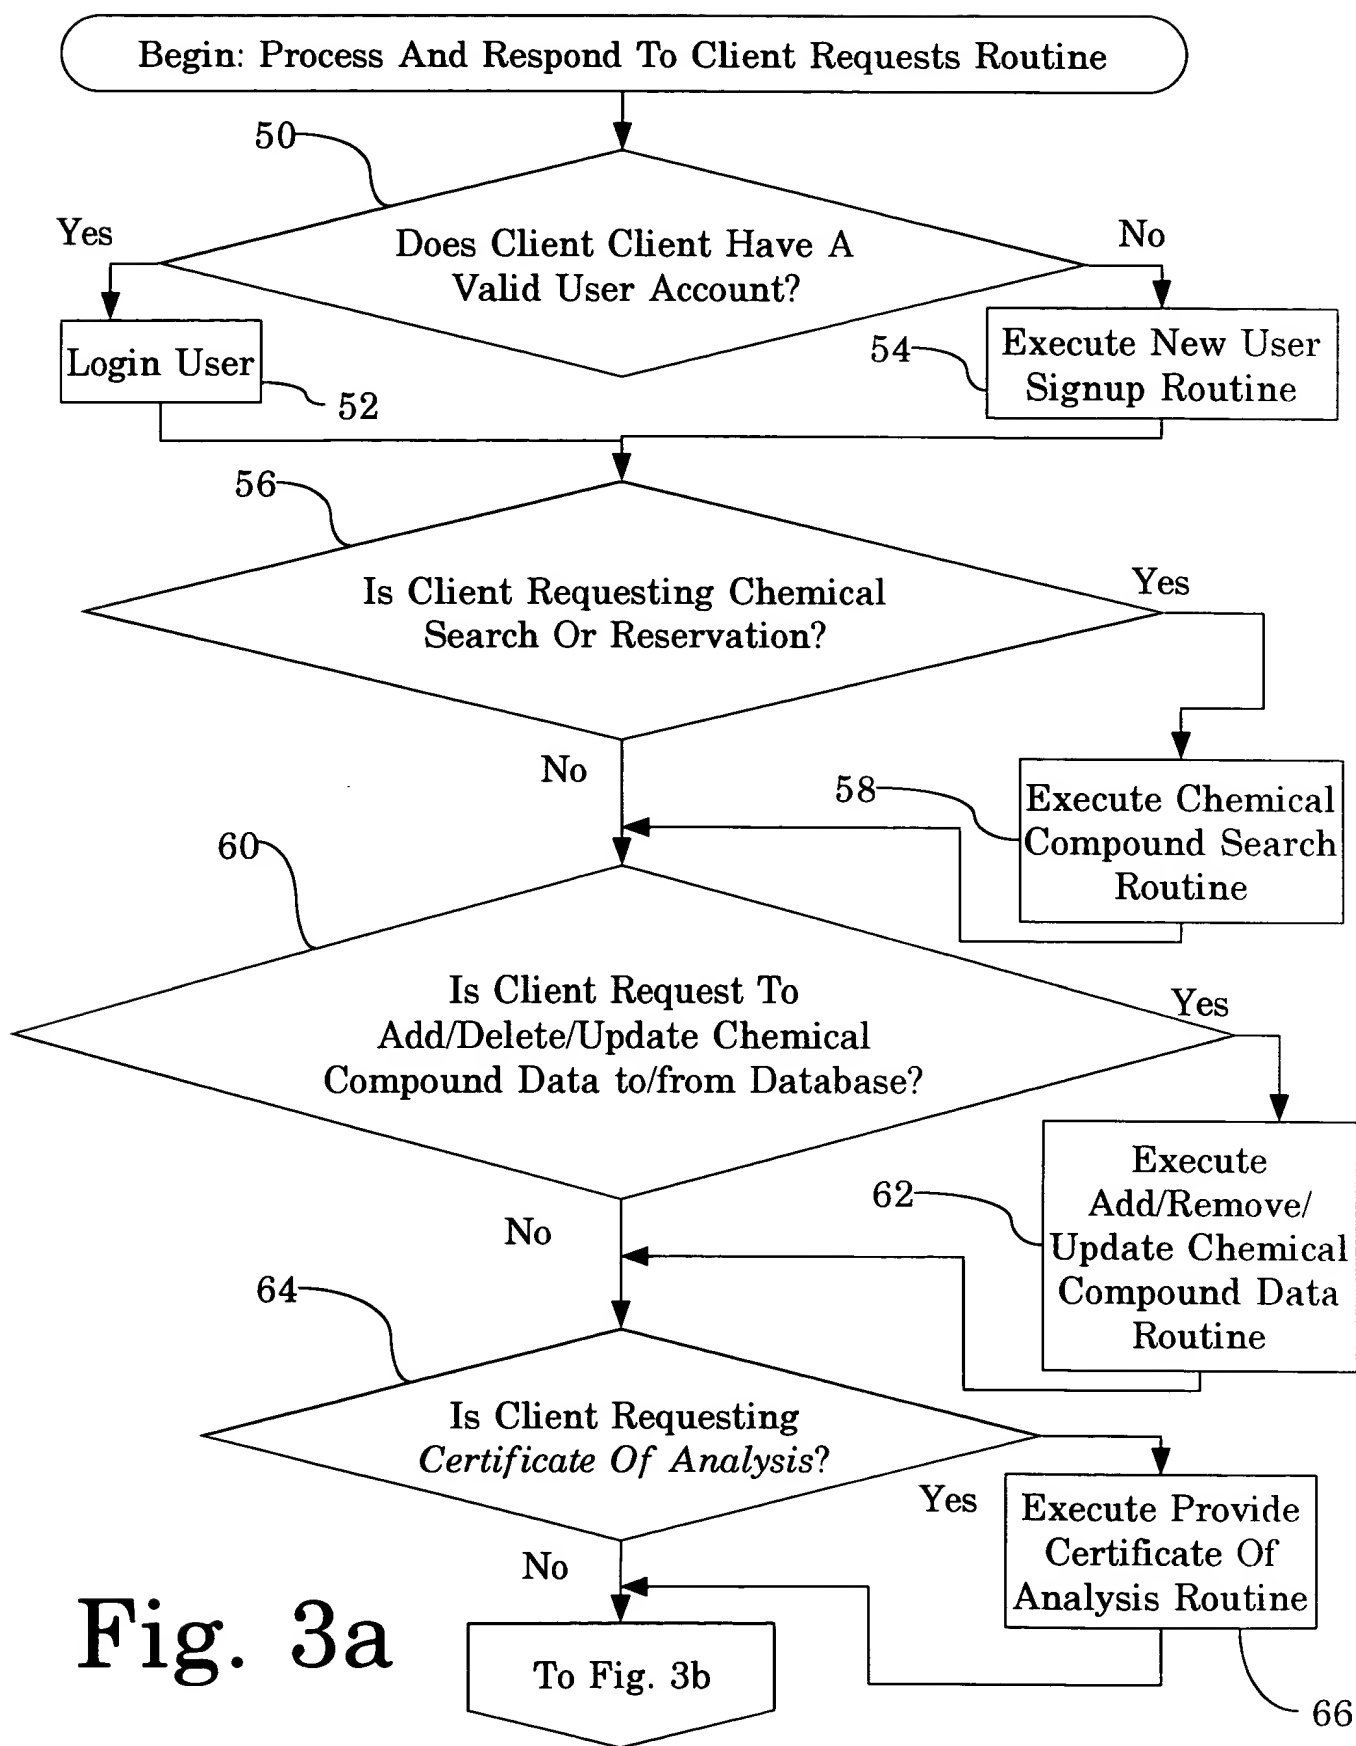 Begin: Process And Respond To Client Requests Routine
50
Yes
No
Does Client Client Have A
Valid User Account?
Login User
52
54
Execute New User
Signup Routine
56
Is Client Requesting Chemical
Search Or Reservation?
Yes
No
58
Execute Chemical
Compound Search
Routine
60
Is Client Request To
Add/Delete/Update Chemical
Compound Data to/from Database?
Yes
No
62
Execute
Add/Remove/
Update Chemical
Compound Data
Routine
64
Is Client Requesting
Certificate Of Analysis?
Yes
No
Execute Provide
Certificate Of
Analysis Routine
66
To Fig. 3b
Fig. 3a